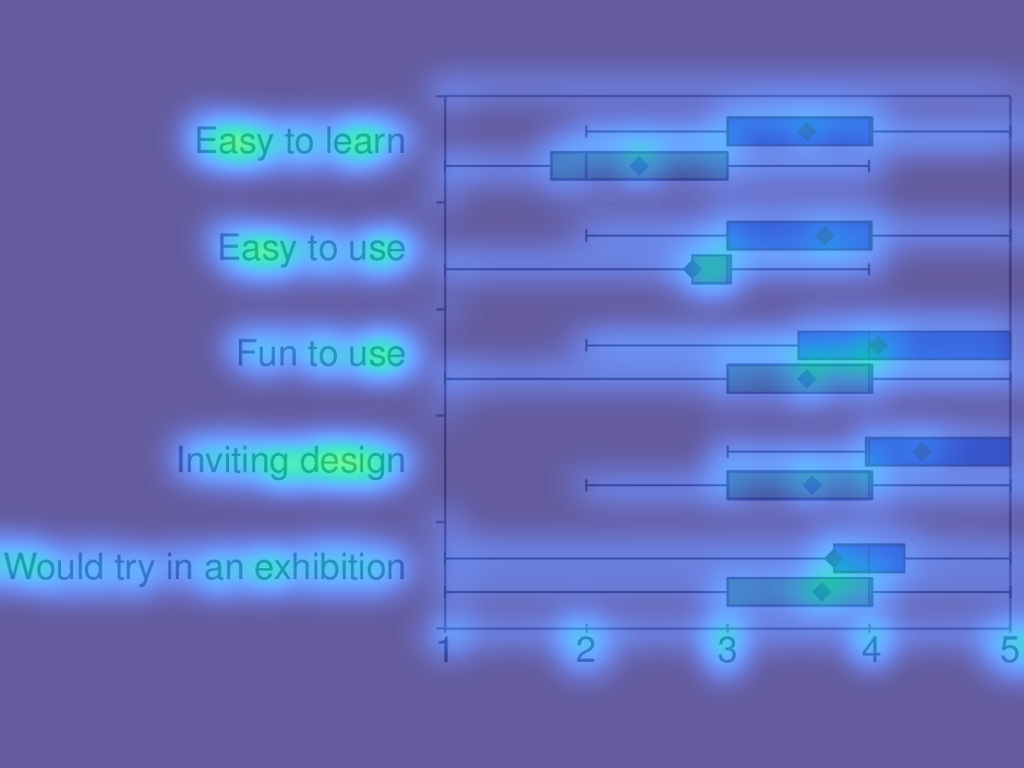 Easy to learn
Easy to use
Fun to use
Inviting design
Would try in an exhibition
1 2 3 4 5